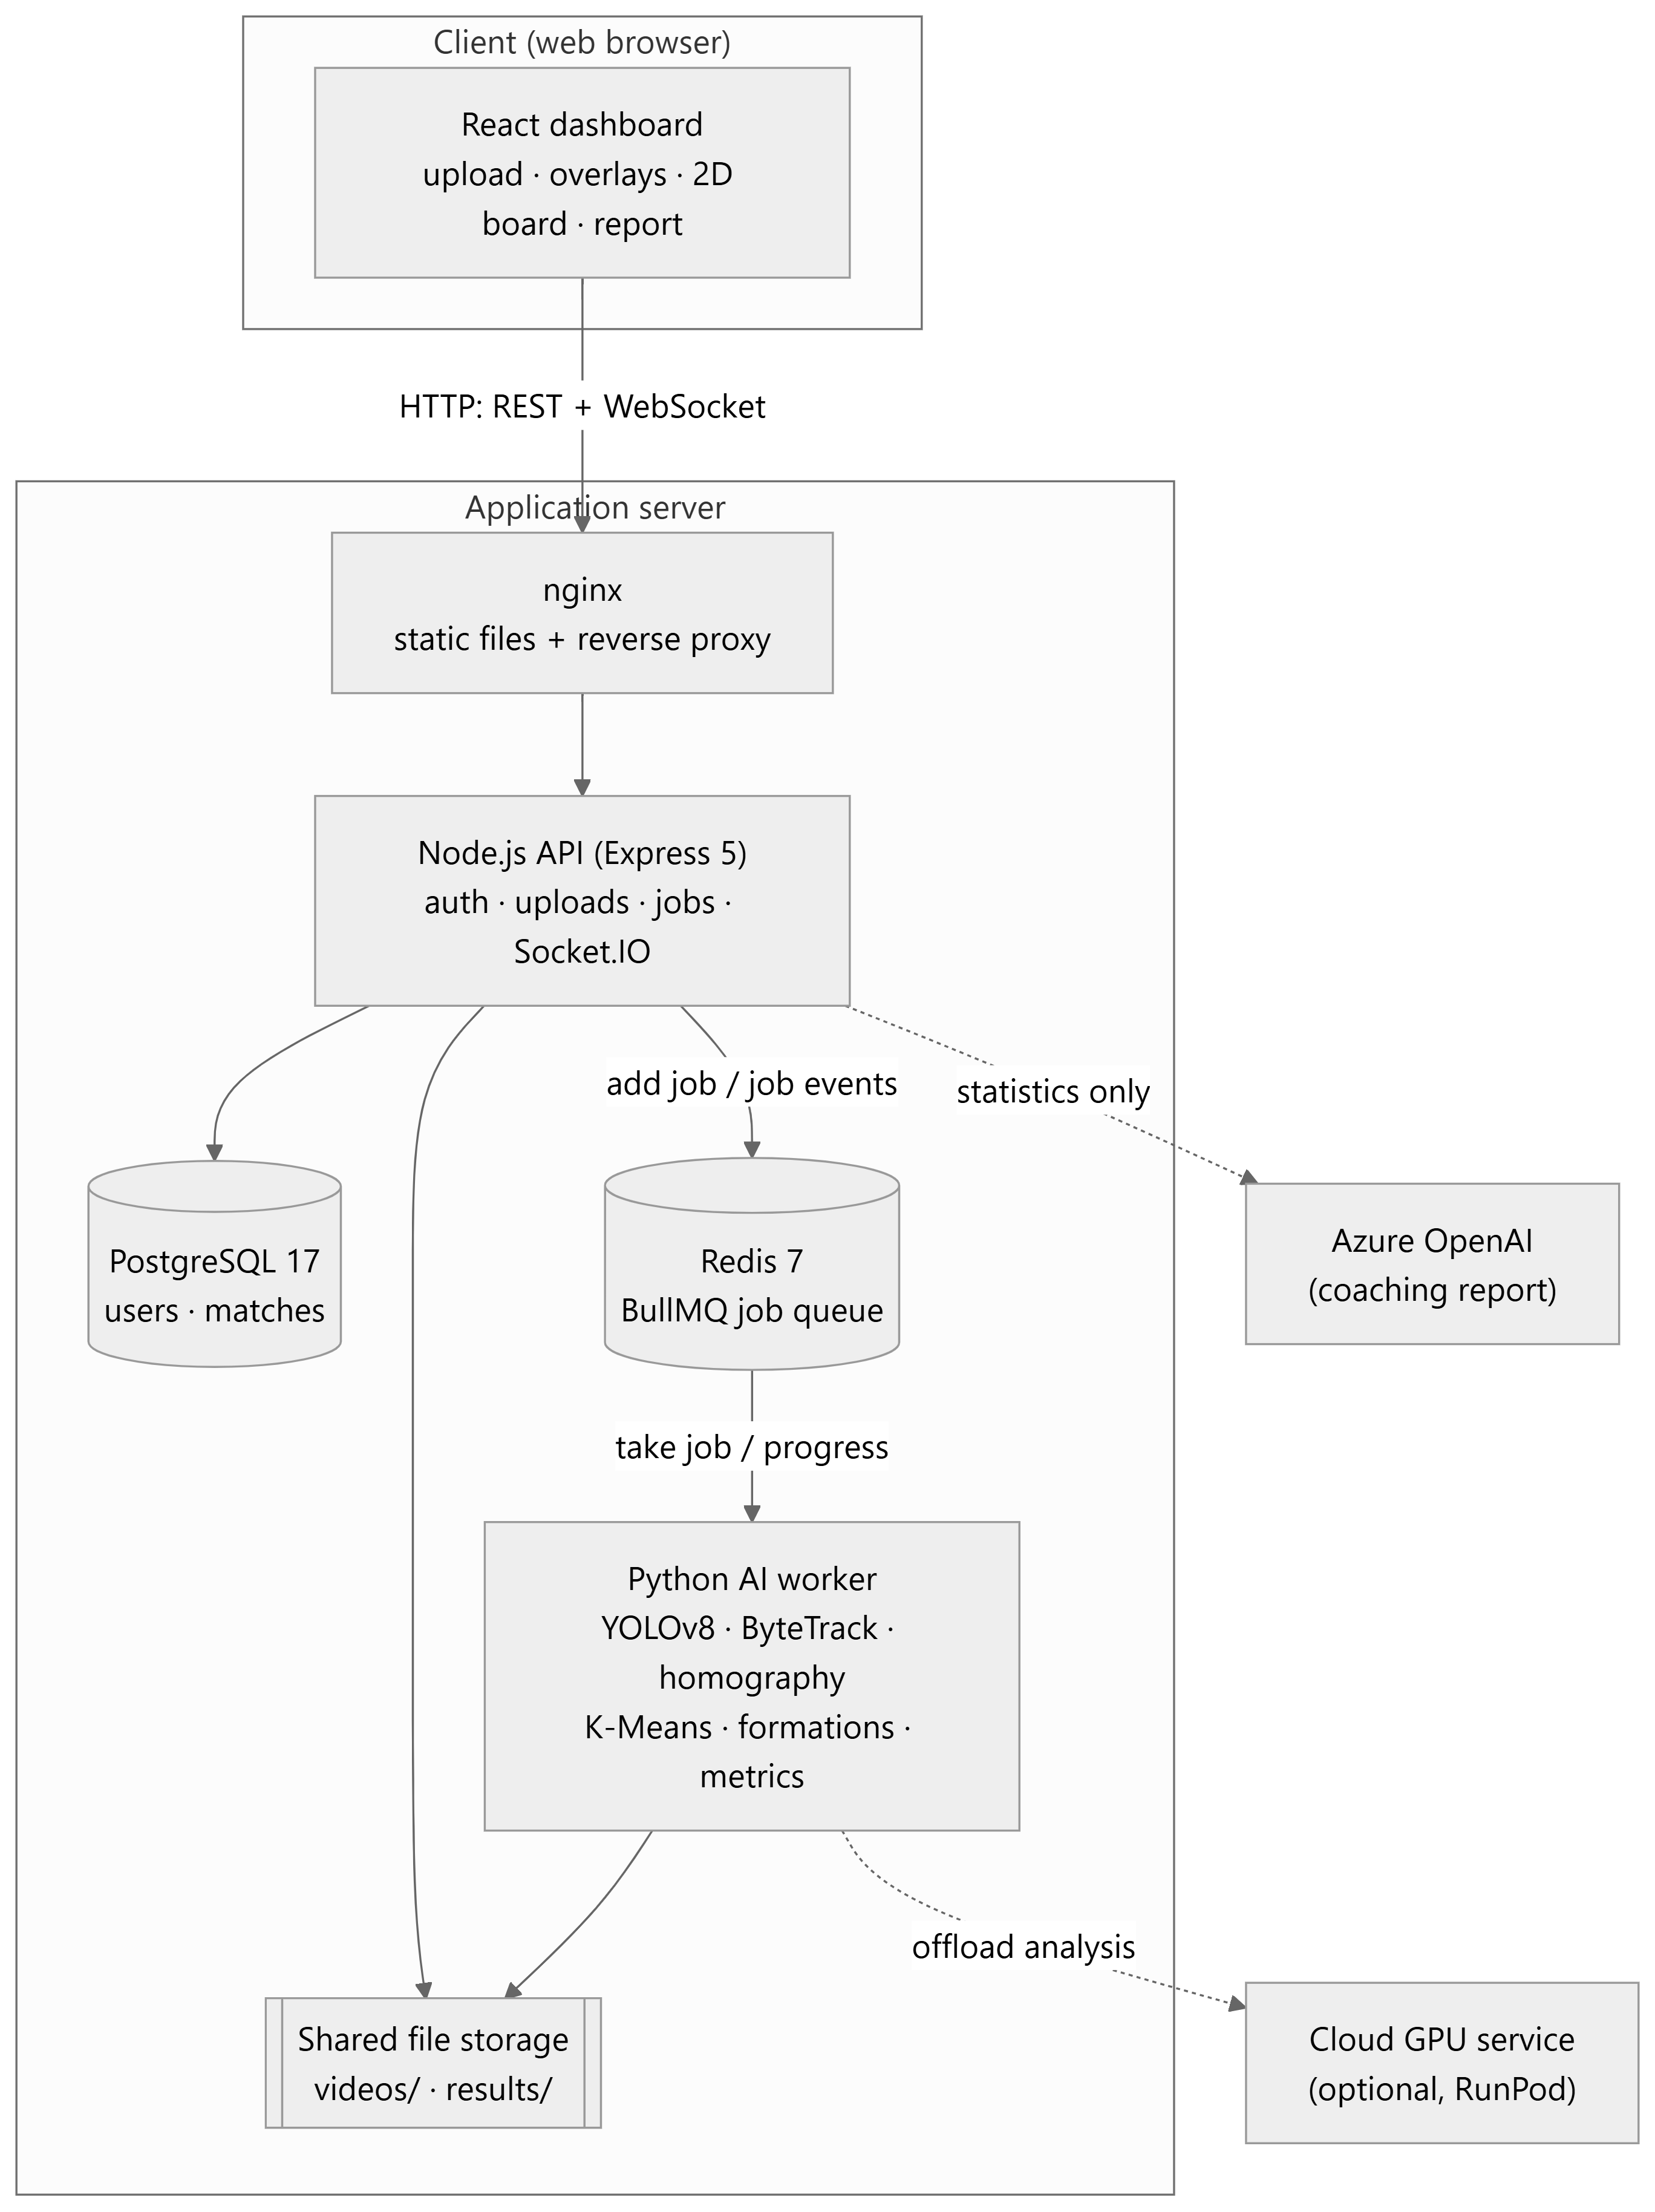 Client (web browser)
React dashboard
upload · overlays · 2D
board · report
HTTP: REST + WebSocket
Application server
nginx
static files + reverse proxy
Node.js API (Express 5)
auth · uploads · jobs ·
Socket.IO
add job / job events
statistics only
PostgreSQL 17
users · matches
Redis 7
BullMQ job queue
Azure OpenAI
(coaching report)
take job / progress
Python AI worker
YOLOv8 · ByteTrack ·
homography
K-Means · formations ·
metrics
offload analysis
Shared file storage
videos/ · results/
Cloud GPU service
(optional, RunPod)